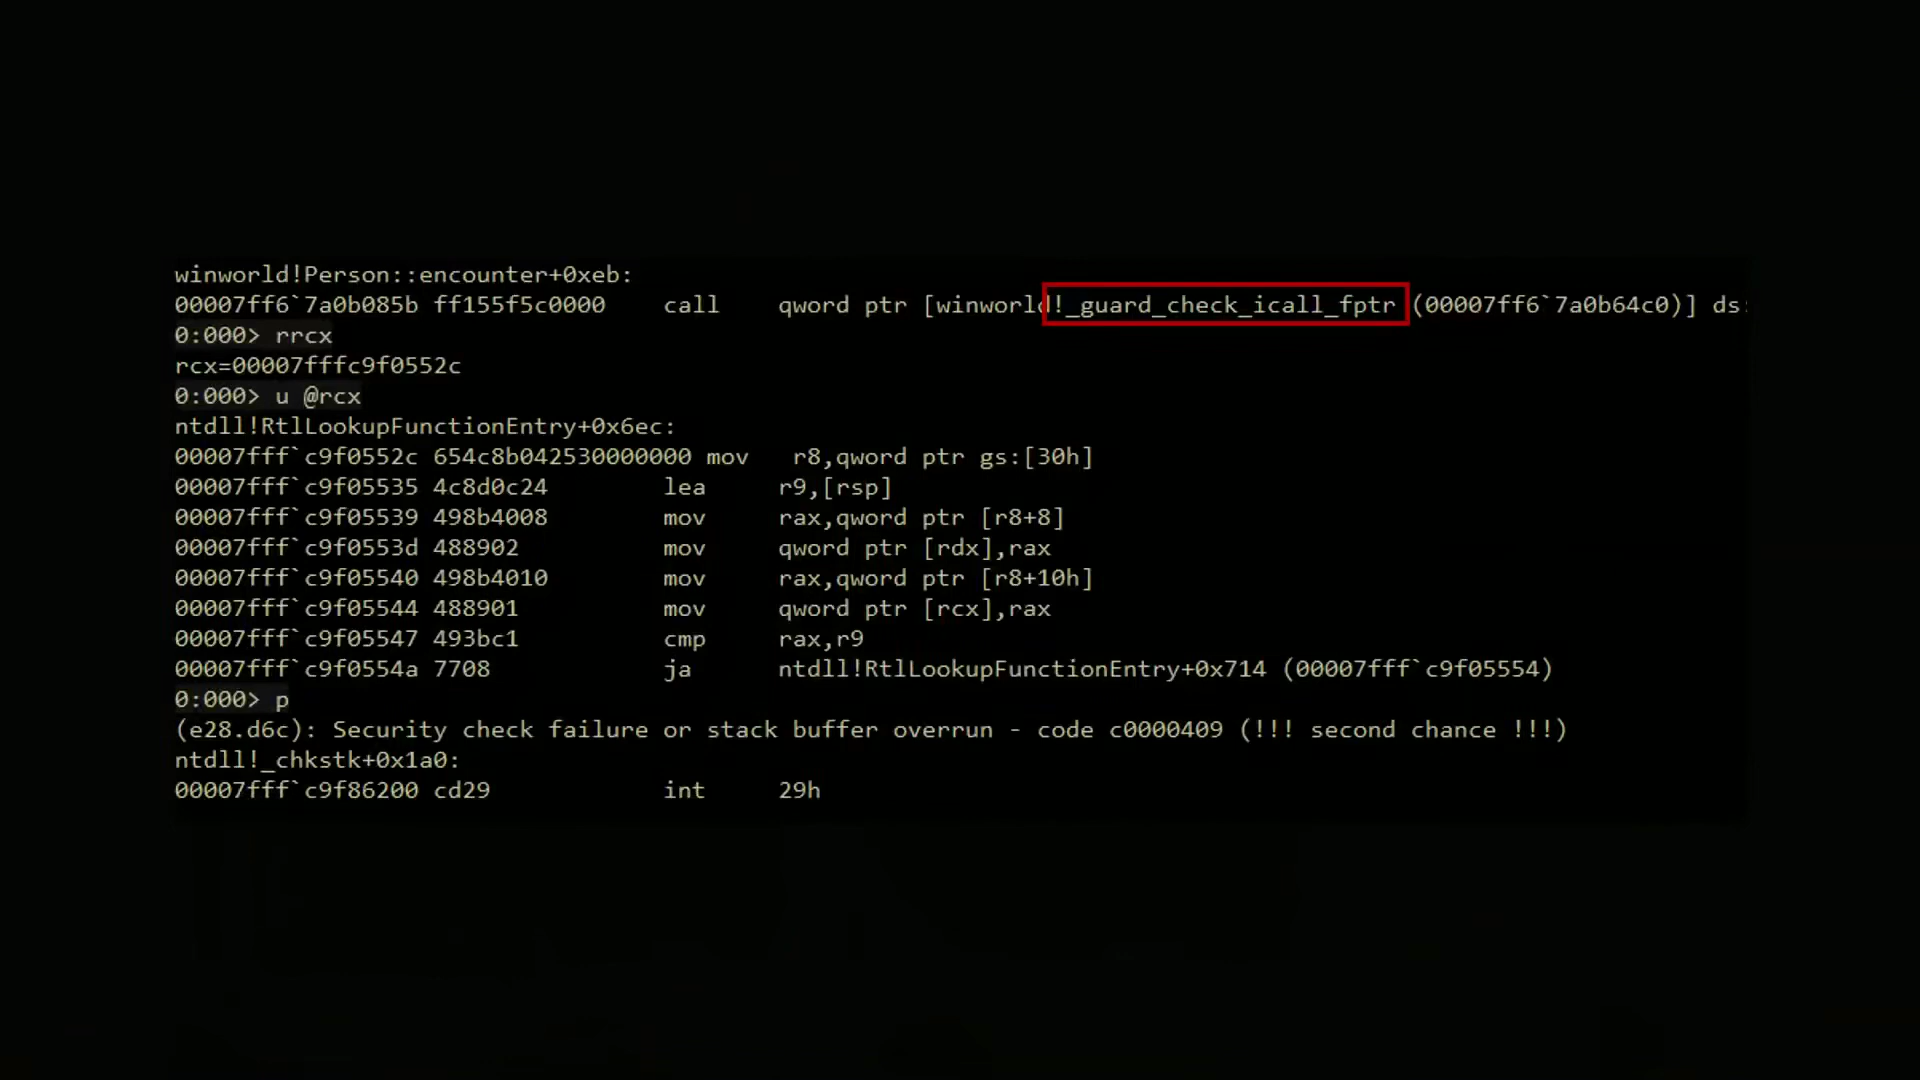 winworld!Person::encounter+0xeb:
00007ff6`7a0b085b ff155f5c0000 call qword ptr [winworld!_guard_check_icall_fptr (00007ff6`7a0b64c0)] ds:
0:000> rrcx
rcx=00007fffc9f0552c
0:000> u @rcx
ntdll!RtlLookupFunctionEntry+0x6ec:
00007fff`c9f0552c 654c8b042530000000 mov r8,qword ptr gs:[30h]
00007fff`c9f05535 4c8d0c24 lea r9,[rsp]
00007fff`c9f05539 498b4008 mov rax,qword ptr [r8+8]
00007fff`c9f0553d 488902 mov qword ptr [rdx],rax
00007fff`c9f05540 498b4010 mov rax,qword ptr [r8+10h]
00007fff`c9f05544 488901 mov qword ptr [rcx],rax
00007fff`c9f05547 493bc1 cmp rax,r9
00007fff`c9f0554a 7708 ja ntdll!RtlLookupFunctionEntry+0x714 (00007fff`c9f05554)
0:000> p
(e28.d6c): Security check failure or stack buffer overrun - code c0000409 (!!! second chance !!!)
ntdll!_chkstk+0x1a0:
00007fff`c9f86200 cd29 int 29h